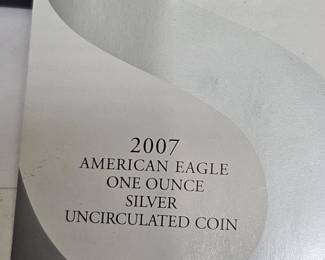 2007
AMERICAN EAGLE
ONE OUNCE
SILVER
UNCIRCULATED COIN